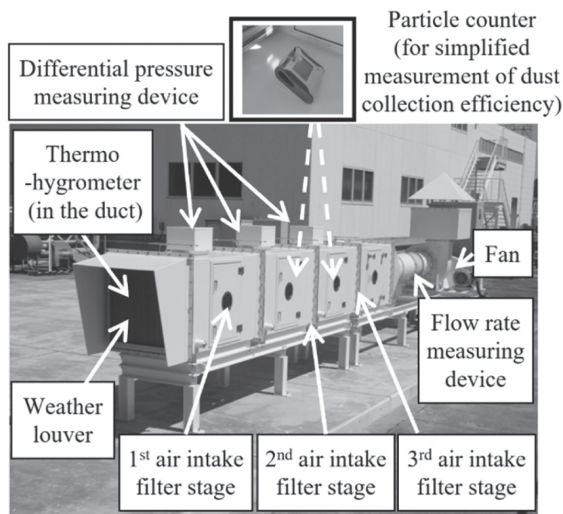 Particle counter
(for simplified
measurement of dust
collection efficiency)
Differential pressure
measuring device
Thermo
-hygrometer
(in the duct)
Fan
Flow rate
measuring
device
Weather
louver
1st air intake
filter stage
2nd air intake
filter stage
3rd air intake
filter stage